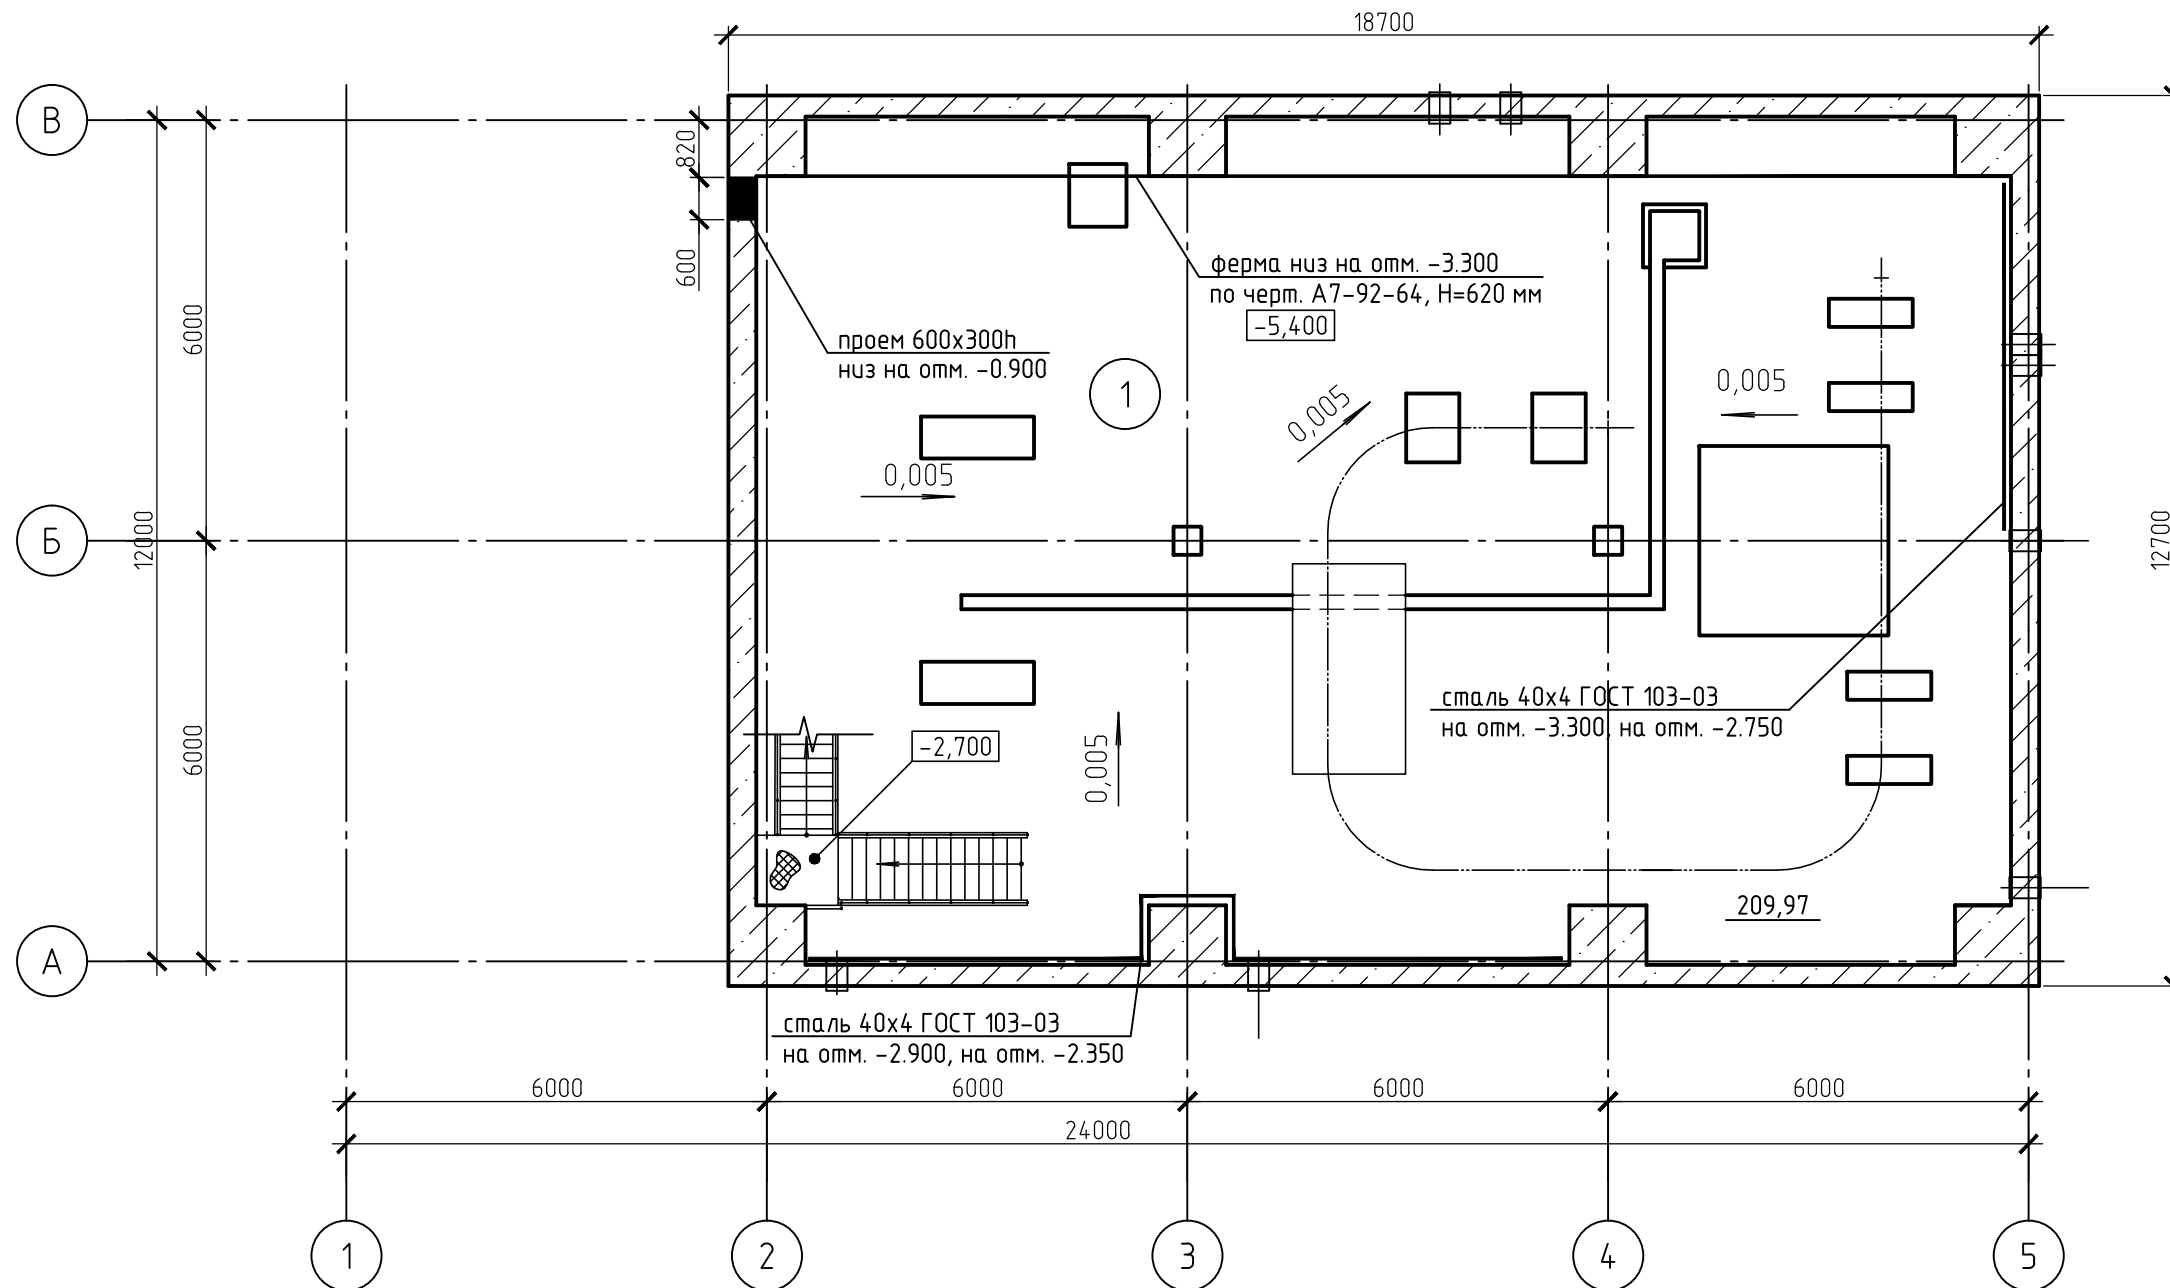 18700
В
820
600
6000
ферма низ на отм. -3.300
по черт. А7-92-64, Н=620 мм
-5,400
проем 600х300h
низ на отм. -0.900
1
0,005
0,005
0,005
Б
12000
12700
6000
сталь 40х4 ГОСТ 103-03
на отм. -3.300, на отм. -2.750
-2,700
0,005
209,97
А
сталь 40х4 ГОСТ 103-03
на отм. -2.900, на отм. -2.350
6000
6000
6000
6000
24000
1
2
3
4
5